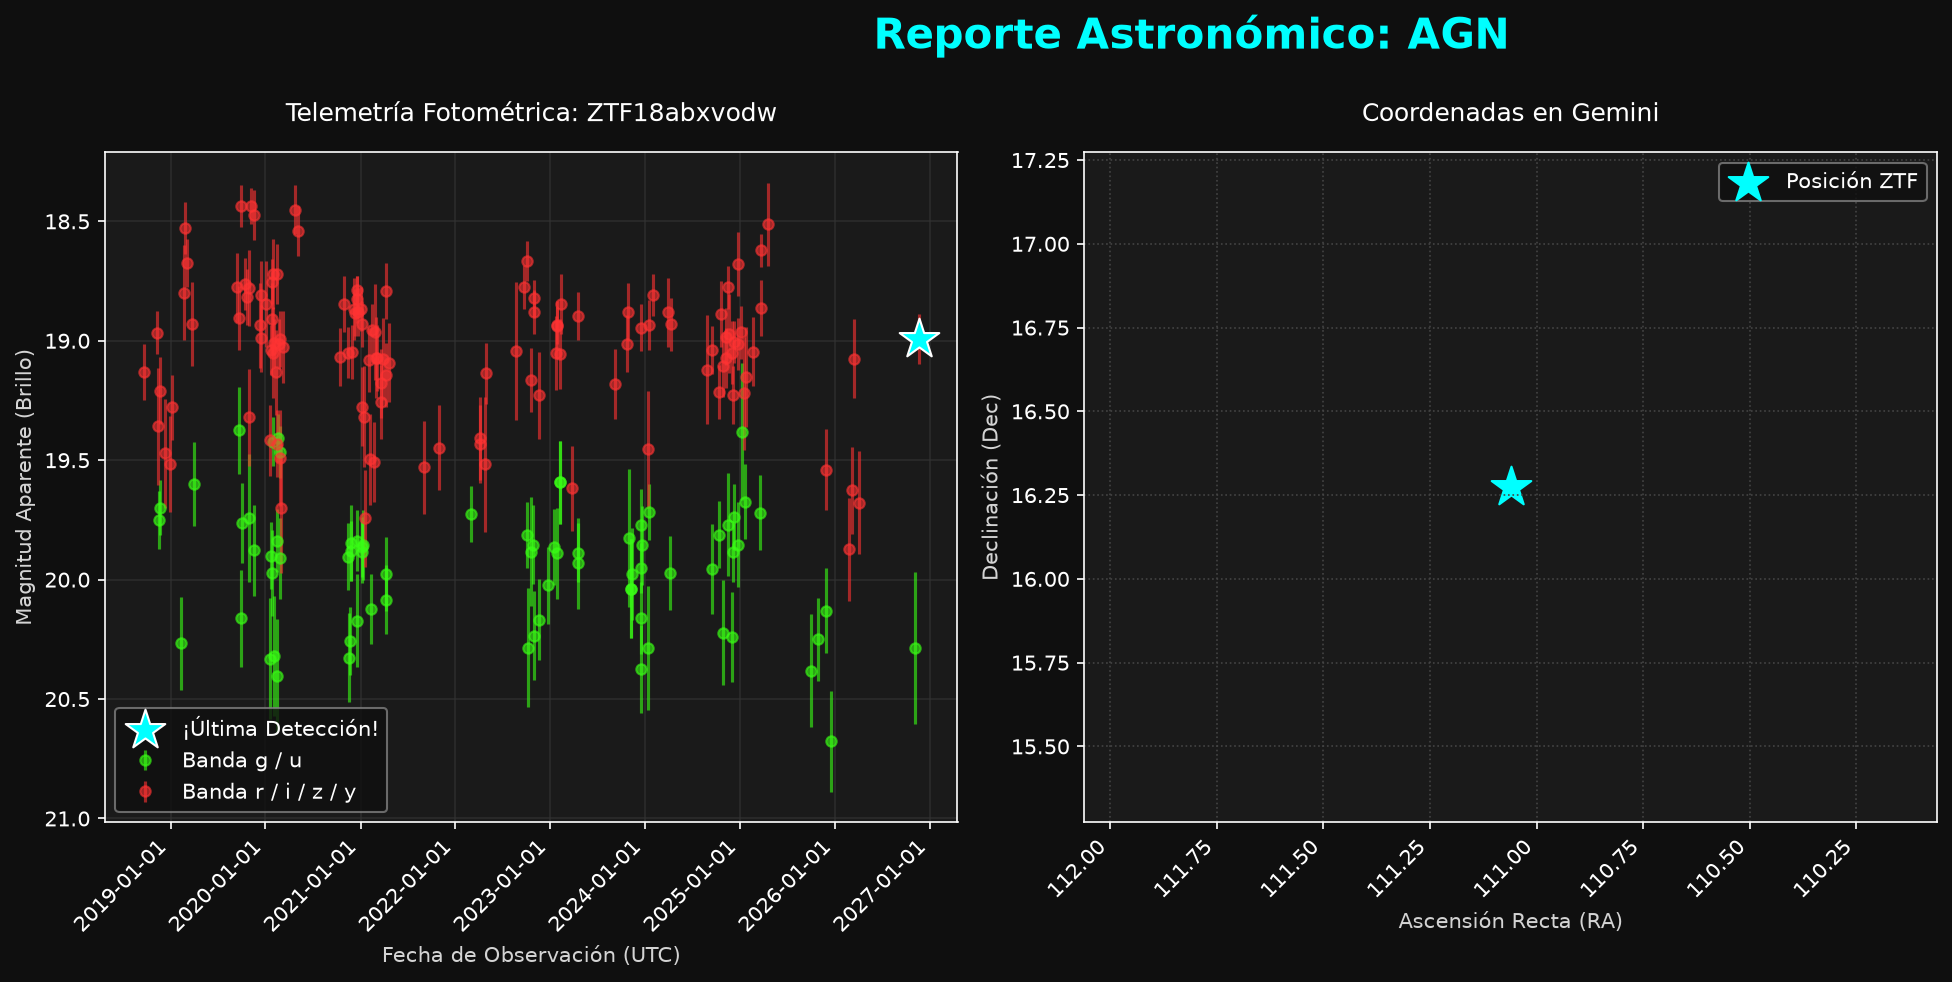 Reporte Astronómico: AGN
Telemetría Fotométrica: ZTF18abxvodw
Magnitud Aparente (Brillo)
18.5
19.0
19.5
20.0
20.5
21.0
¡Última Detección!
Banda g / u
Banda r / i / z / y
2019-01-01
2020-01-01
2021-01-01
2022-01-01
2023-01-01
2024-01-01
2025-01-01
2026-01-01
2027-01-01
Fecha de Observación (UTC)
Coordenadas en Gemini
Declinación (Dec)
17.25
17.00
16.75
16.50
16.25
16.00
15.75
15.50
Posición ZTF
112.00
111.75
111.50
111.25
111.00
110.75
110.50
110.25
Ascensión Recta (RA)